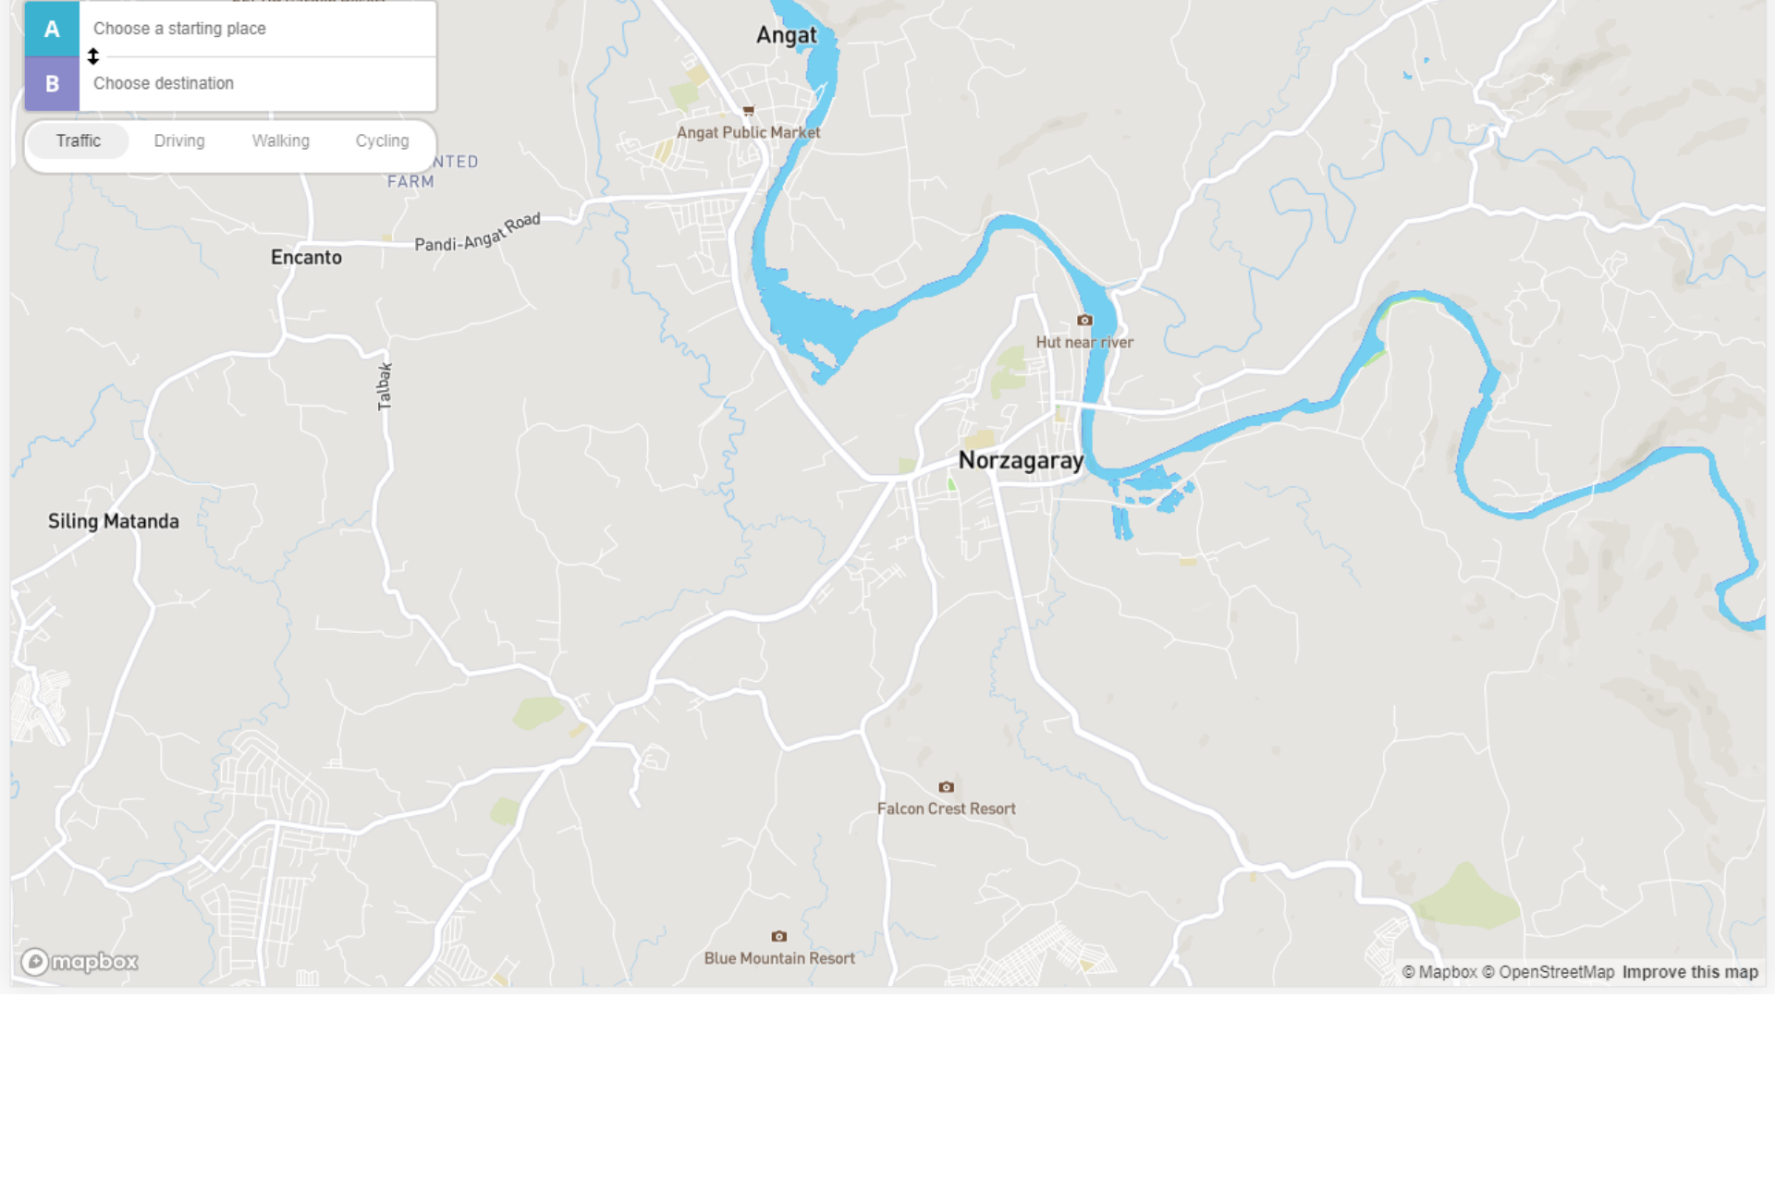 A
Choose a starting place
B
Choose destination
Traffic
Driving
Walking
Cycling
NTED
FARM
Angat
Angat Public Market
Pandi-Angat Road
Encanto
Talbak
Hut near river
Norzagaray
Siling Matanda
Falcon Crest Resort
Blue Mountain Resort
mapbox
© Mapbox © OpenStreetMap Improve this map